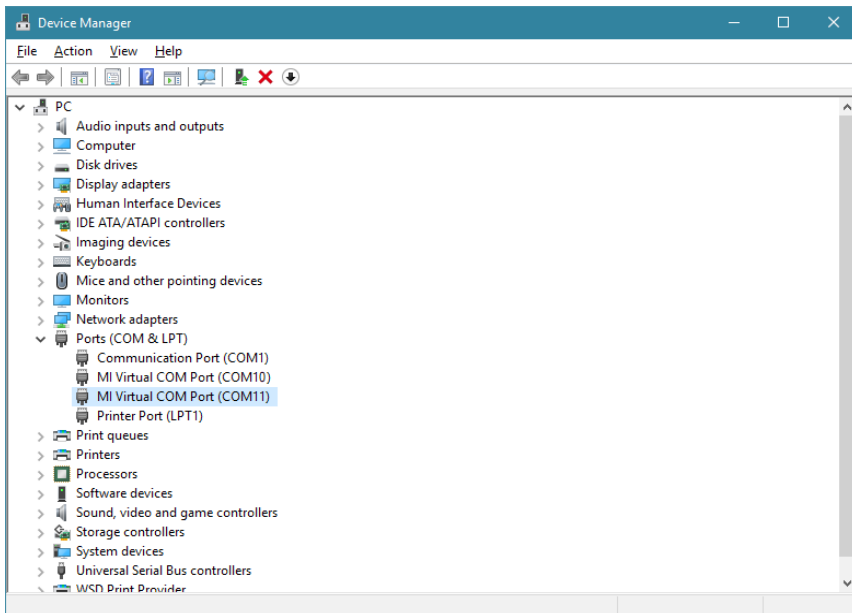 Device Manager
File Action View Help
PC
Audio inputs and outputs
Computer
Disk drives
Display adapters
Human Interface Devices
IDE ATA/ATAPI controllers
Imaging devices
Keyboards
Mice and other pointing devices
Monitors
Network adapters
Ports (COM & LPT)
Communication Port (COM1)
MI Virtual COM Port (COM10)
MI Virtual COM Port (COM11)
Printer Port (LPT1)
Print queues
Printers
Processors
Software devices
Sound, video and game controllers
Storage controllers
System devices
Universal Serial Bus controllers
WSD Print Provider